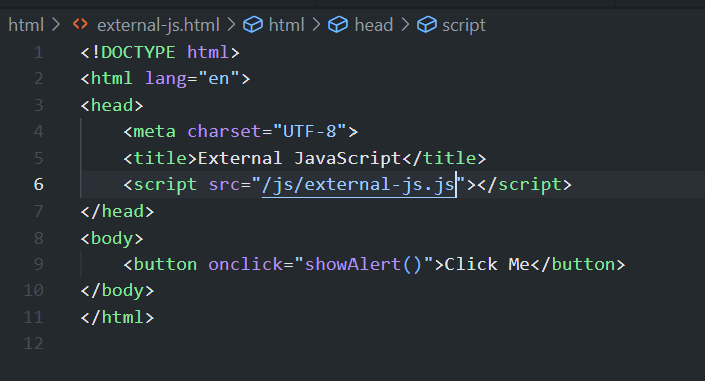 html > external-js.html > html > head > script
1 <!DOCTYPE html>
2 <html lang="en">
3 <head>
4     <meta charset="UTF-8">
5     <title>External JavaScript</title>
6     <script src="/js/external-js.js"></script>
7 </head>
8 <body>
9     <button onclick="showAlert()">Click Me</button>
10 </body>
11 </html>
12